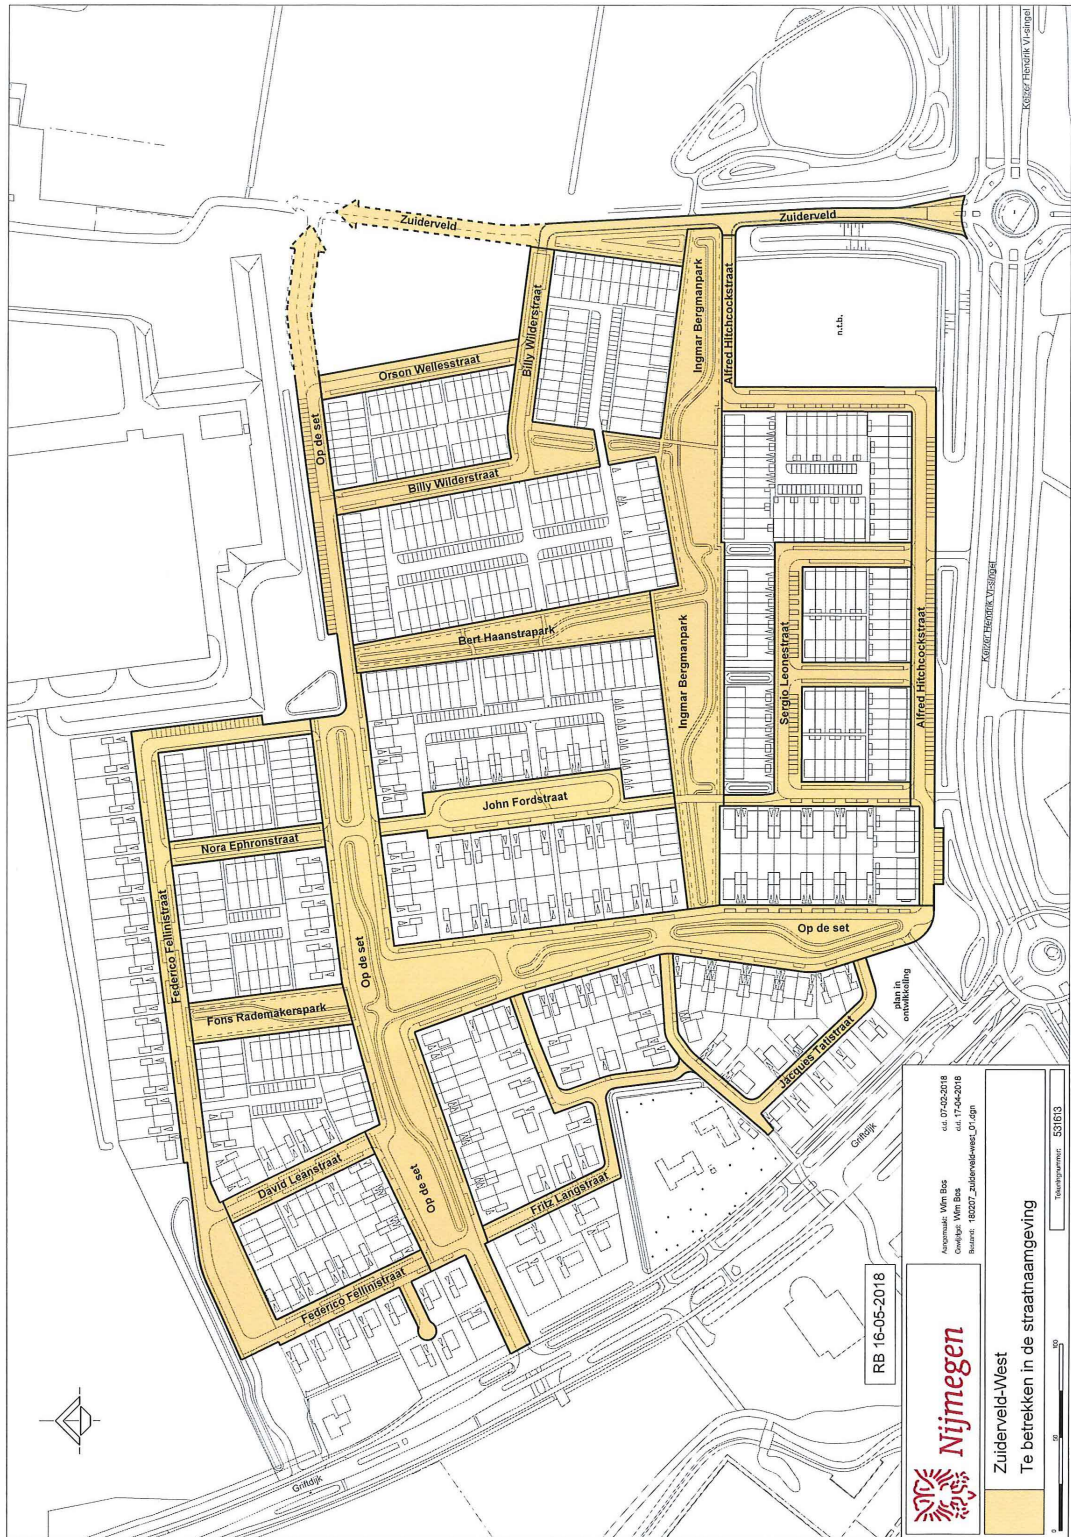 Keizer Hendrik VI-singel
Zuiderveld
Zuiderveld
Ingmar Bergmanpark
Alfred Hitchcockstraat
n.t.b.
Billy Wilderstraat
Orson Wellesstraat
Op de set
Billy Wilderstraat
Bert Haanstrapark
Ingmar Bergmanpark
Sergio Leonestraat
Alfred Hitchcockstraat
Keizer Hendrik VI-singel
John Fordstraat
Nora Ephronstraat
Federico Fellinistraat
Op de set
Op de set
Fons Rademakerspark
plan in
ontwikkeling
Jacques Tatistraat
David Leanstraat
Op de set
Fritz Langstraat
Griftdijk
Federico Fellinistraat
Griftdijk
RB 16-05-2018
Nijmegen
Aangemaakt: Wim Bos d.d. 07-02-2018
Gewijzigd: Wim Bos d.d. 17-04-2018
Bestand: 180207_zuiderveld-west_01.dgn
Zuiderveld-West
Te betrekken in de straatnaamgeving
Tekeningnummer: 531613
0 50 100